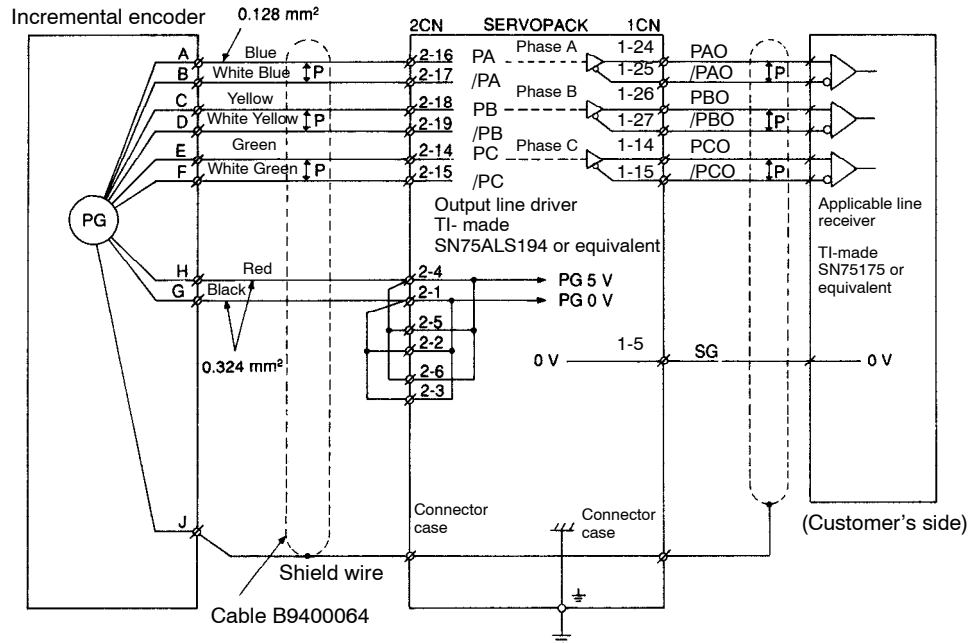 Incremental encoder
0.128 mm²
2CN SERVOPACK 1CN
A Blue 2-16 PA Phase A 1-24 PAO
B White Blue P 2-17 /PA 1-25 /PAO P
C Yellow 2-18 PB Phase B 1-26 PBO
D White Yellow P 2-19 /PB 1-27 /PBO P
E Green 2-14 PC Phase C 1-14 PCO
F White Green P 2-15 /PC 1-15 /PCO P
PG
Output line driver
TI- made
SN75ALS194 or equivalent
Applicable line
receiver
TI-made
SN75175 or
equivalent
H Red 2-4 PG 5 V
G Black 2-1 PG 0 V
2-5
2-2
2-6
2-3
0.324 mm²
0 V 1-5 SG 0 V
J
Connector
case
Connector
case
(Customer's side)
Shield wire
Cable B9400064